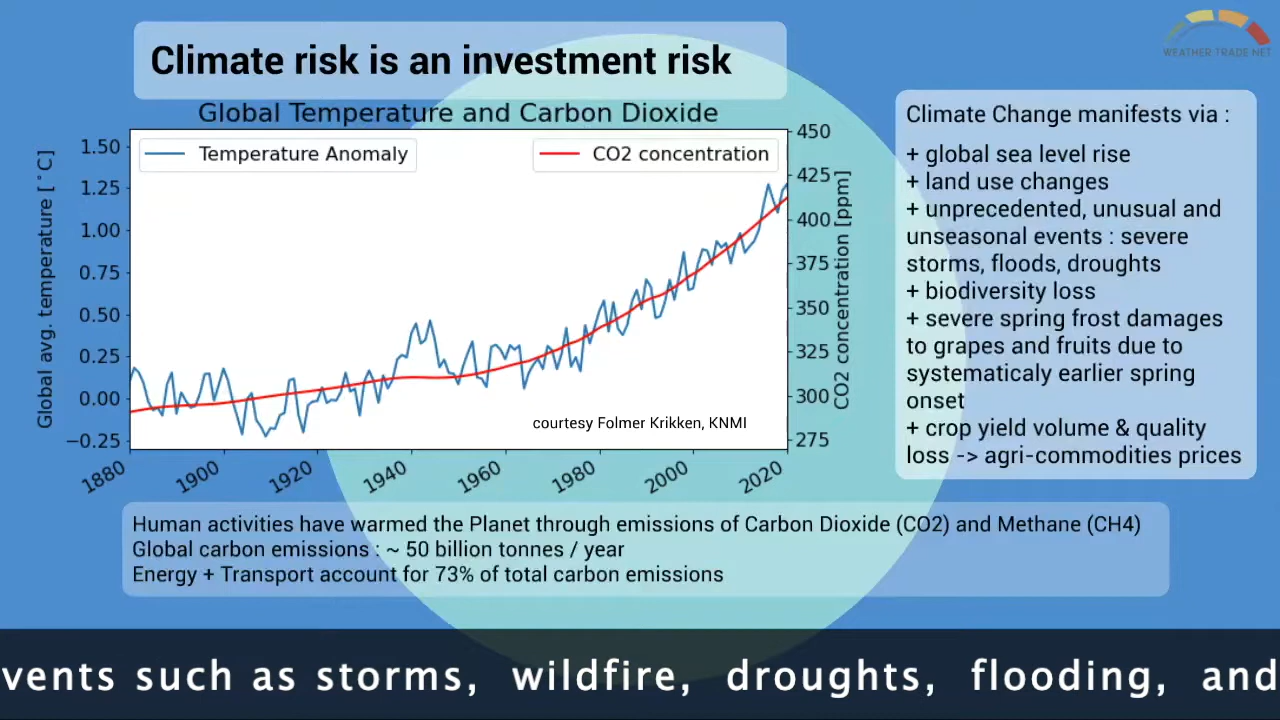 WEATHER TRADE NET
Climate risk is an investment risk
Global Temperature and Carbon Dioxide
Temperature Anomaly
CO2 concentration
Global avg. temperature [°C]
1.50
1.25
1.00
0.75
0.50
0.25
0.00
−0.25
CO2 concentration [ppm]
450
425
400
375
350
325
300
275
1880
1900
1920
1940
1960
1980
2000
2020
courtesy Folmer Krikken, KNMI
Climate Change manifests via :
+ global sea level rise
+ land use changes
+ unprecedented, unusual and
unseasonal events : severe
storms, floods, droughts
+ biodiversity loss
+ severe spring frost damages
to grapes and fruits due to
systematicaly earlier spring
onset
+ crop yield volume & quality
loss -> agri-commodities prices
Human activities have warmed the Planet through emissions of Carbon Dioxide (CO2) and Methane (CH4)
Global carbon emissions : ~ 50 billion tonnes / year
Energy + Transport account for 73% of total carbon emissions
vents such as storms, wildfire, droughts, flooding, and